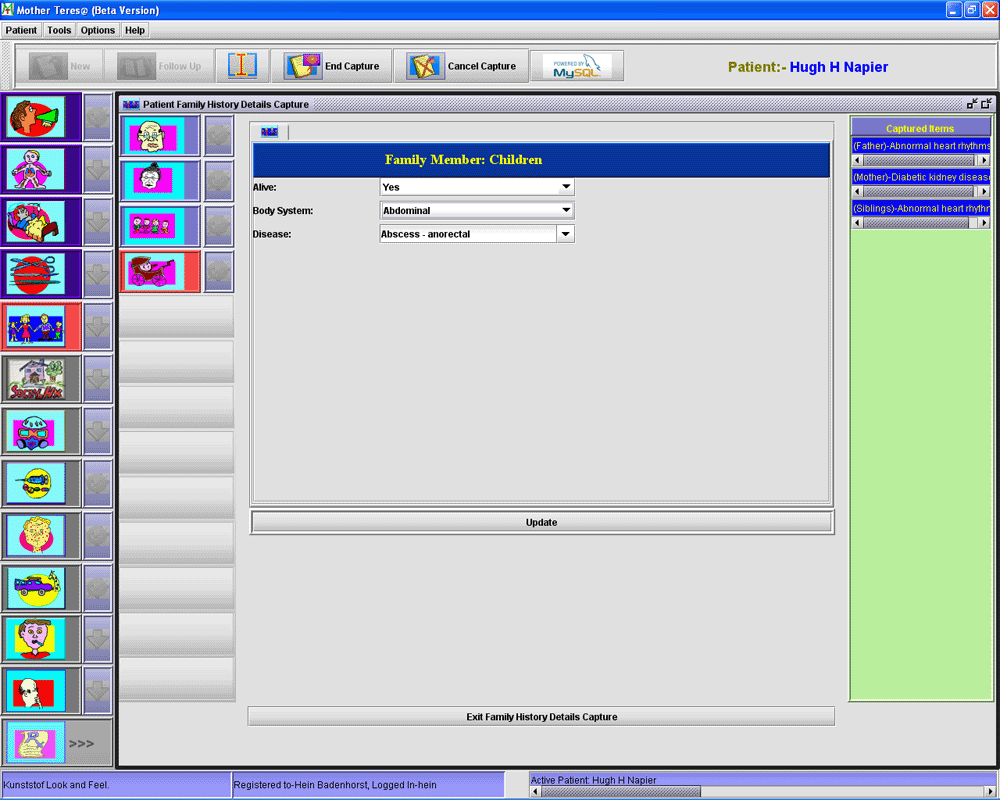 Mother Teres@ (Beta Version)
Patient Tools Options Help
New Follow Up End Capture Cancel Capture POWERED BY MySQL Patient:- Hugh H Napier
Patient Family History Details Capture
Captured Items
(Father)-Abnormal heart rhythms
(Mother)-Diabetic kidney diseas
(Siblings)-Abnormal heart rhythm
Family Member: Children
Alive: Yes
Body System: Abdominal
Disease: Abscess - anorectal
Update
Exit Family History Details Capture
>>>
Kunststof Look and Feel. Registered to-Hein Badenhorst, Logged In-hein Active Patient: Hugh H Napier